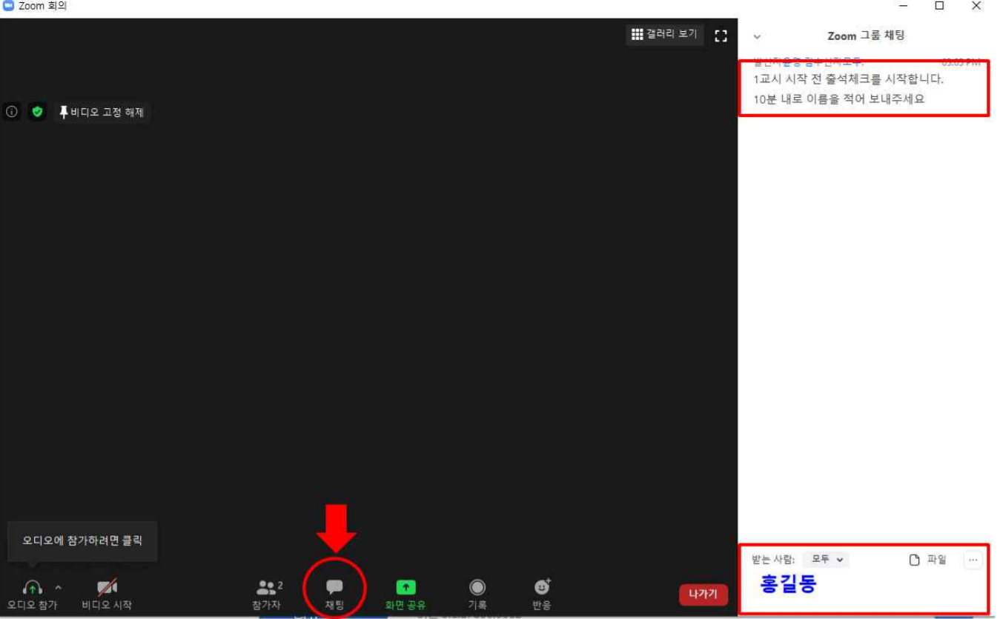 Zoom 회의
갤러리 보기
Zoom 그룹 채팅
1교시 시작 전 출석체크를 시작합니다.
10분 내로 이름을 적어 보내주세요
비디오 고정 해제
오디오에 참가하려면 클릭
받는 사람: 모두 파일 ...
홍길동
오디오 참가 비디오 시작 참가자 2 채팅 화면 공유 기록 반응 나가기